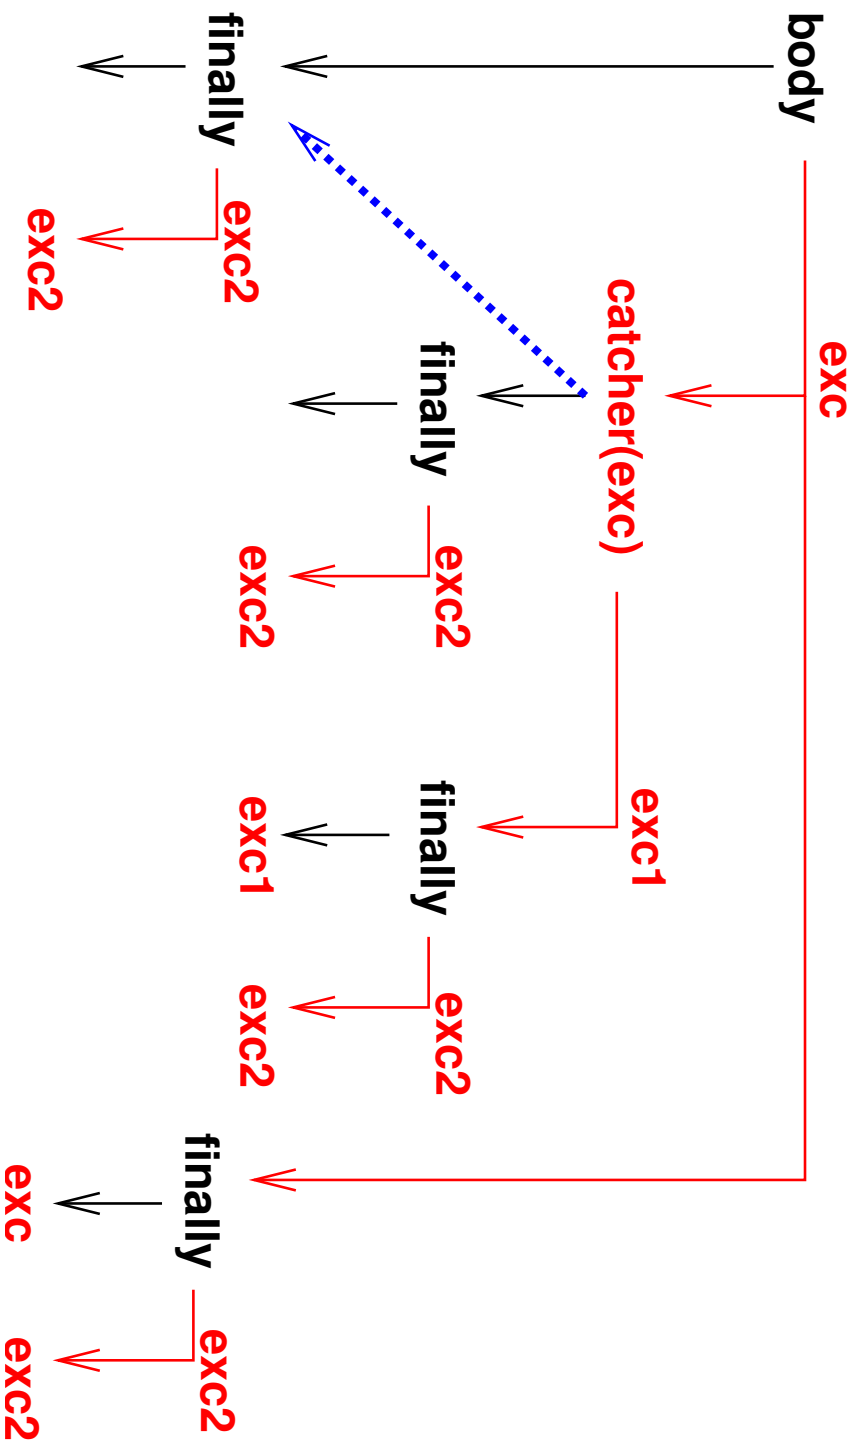 body exc
catcher(exc) exc1
finally exc2 finally exc2
finally exc2 exc2 exc1 exc2 finally exc2
exc2 exc exc2